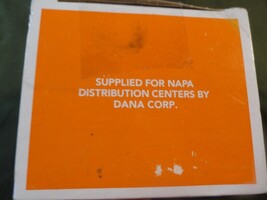 SUPPLIED FOR NAPA
DISTRIBUTION CENTERS BY
DANA CORP.